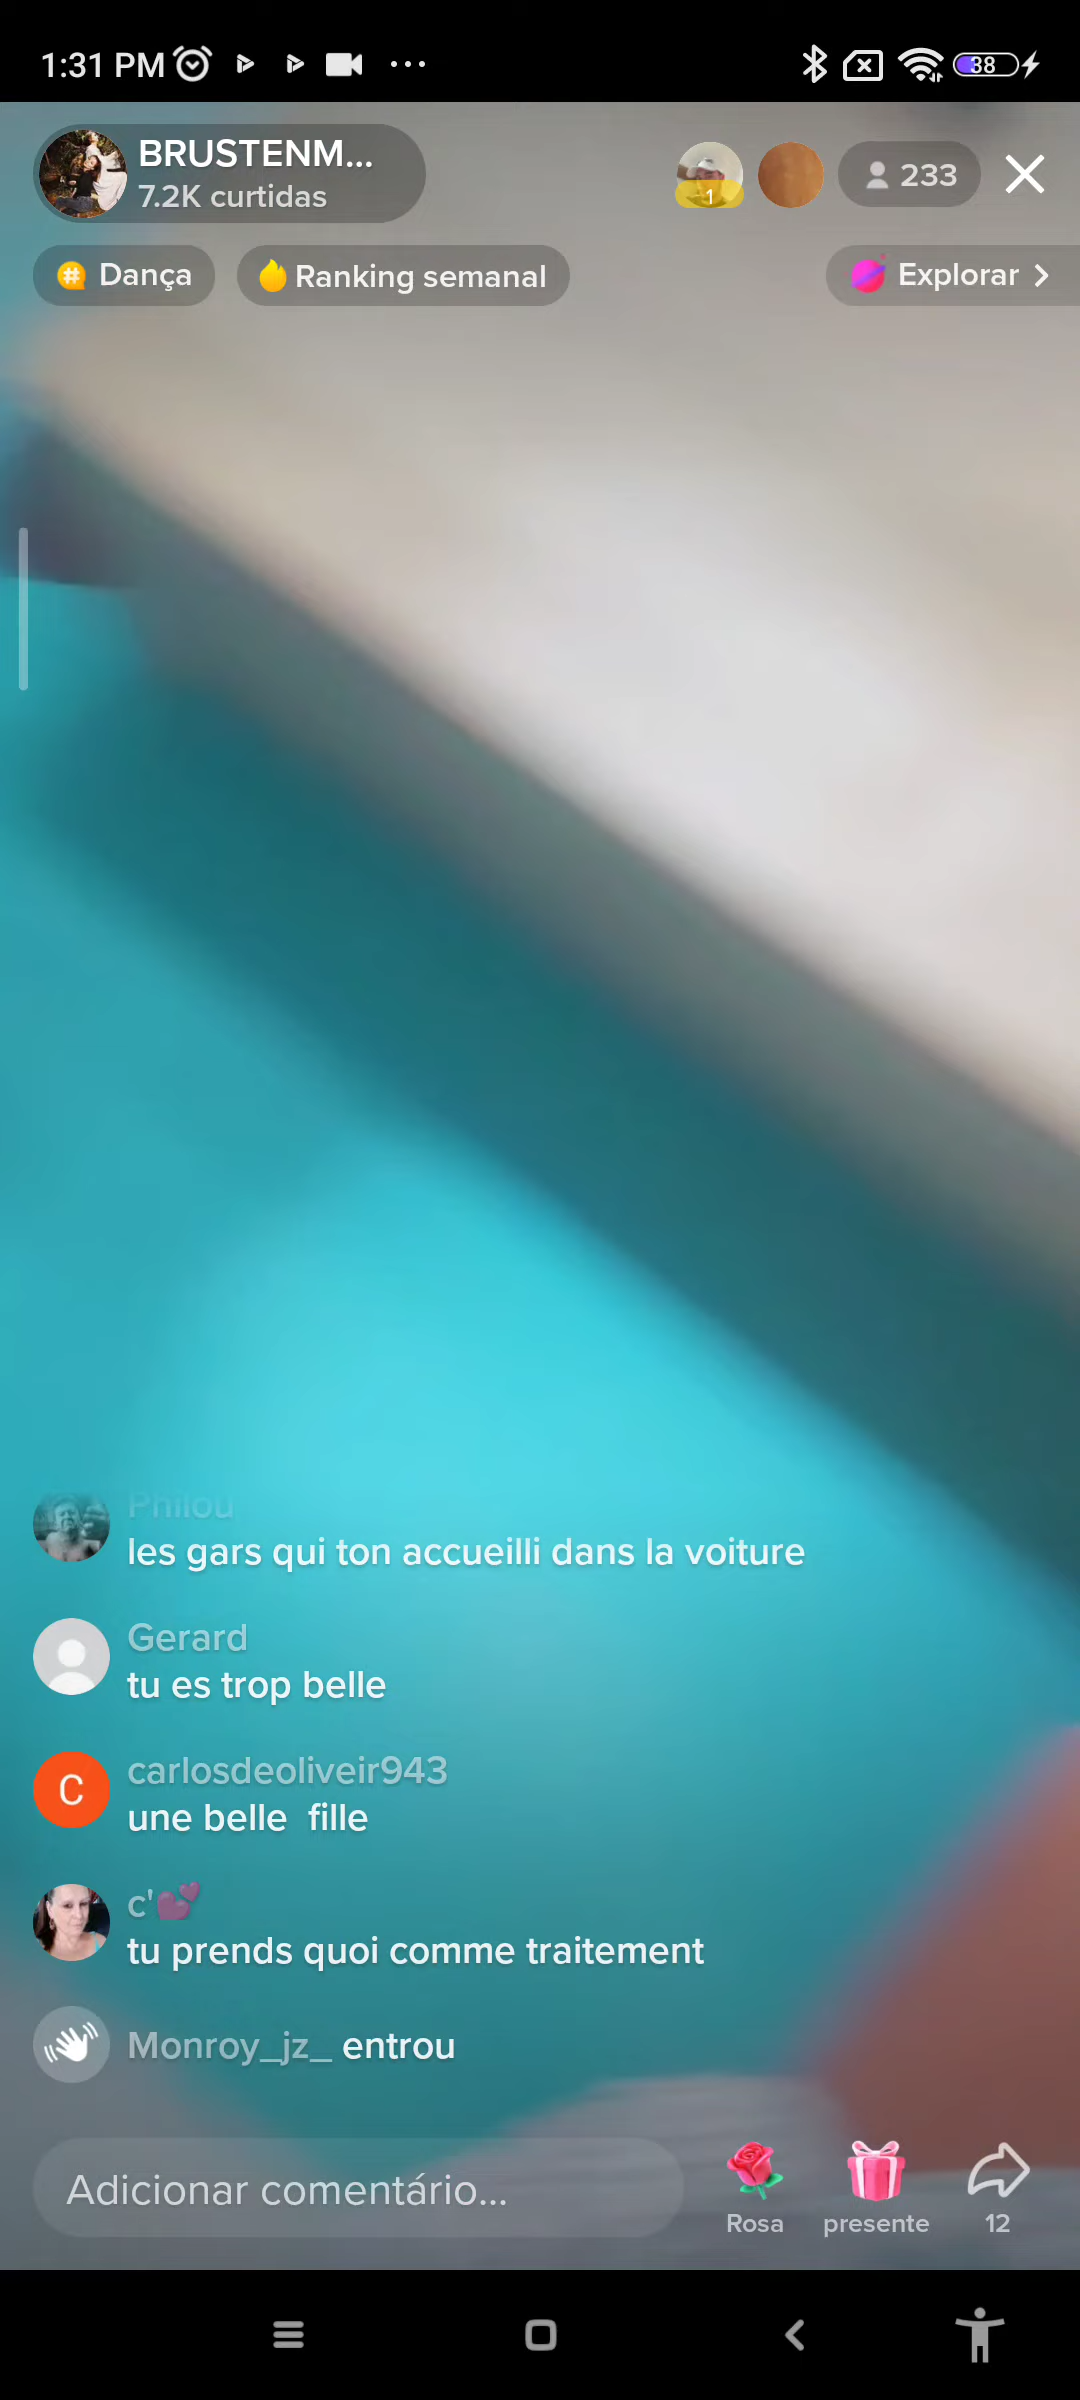 1:31 PM
38
BRUSTENM...
7.2K curtidas
1
233
Dança
Ranking semanal
Explorar
Philou
les gars qui ton accueilli dans la voiture
Gerard
tu es trop belle
C
carlosdeoliveir943
une belle  fille
c'💕
tu prends quoi comme traitement
Monroy_jz_ entrou
Adicionar comentário...
Rosa
presente
12